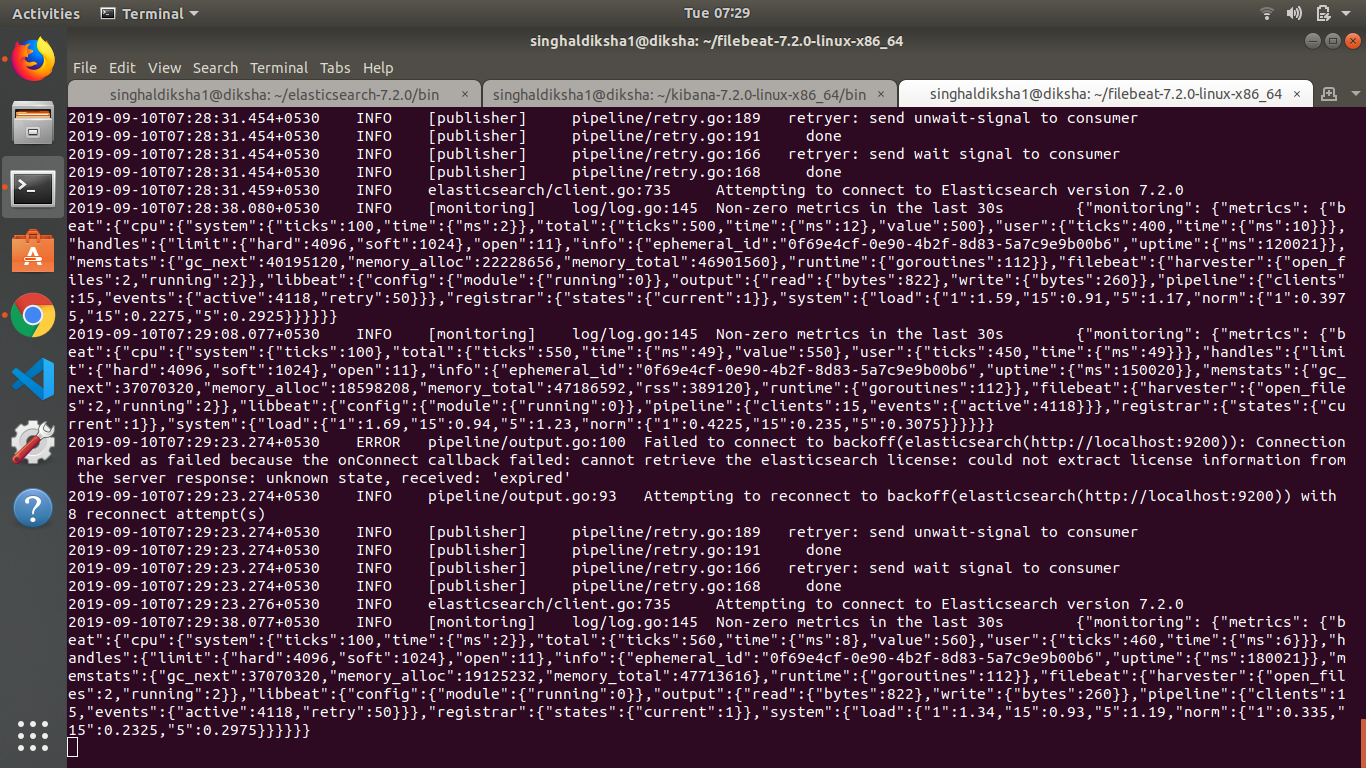 Activities Terminal Tue 07:29
singhaldiksha1@diksha: ~/filebeat-7.2.0-linux-x86_64
File Edit View Search Terminal Tabs Help
singhaldiksha1@diksha: ~/elasticsearch-7.2.0/bin × singhaldiksha1@diksha: ~/kibana-7.2.0-linux-x86_64/bin × singhaldiksha1@diksha: ~/filebeat-7.2.0-linux-x86_64 ×
2019-09-10T07:28:31.454+0530    INFO    [publisher]     pipeline/retry.go:189   retryer: send unwait-signal to consumer
2019-09-10T07:28:31.454+0530    INFO    [publisher]     pipeline/retry.go:191     done
2019-09-10T07:28:31.454+0530    INFO    [publisher]     pipeline/retry.go:166   retryer: send wait signal to consumer
2019-09-10T07:28:31.454+0530    INFO    [publisher]     pipeline/retry.go:168     done
2019-09-10T07:28:31.459+0530    INFO    elasticsearch/client.go:735     Attempting to connect to Elasticsearch version 7.2.0
2019-09-10T07:28:38.080+0530    INFO    [monitoring]    log/log.go:145  Non-zero metrics in the last 30s        {"monitoring": {"metrics": {"b
eat":{"cpu":{"system":{"ticks":100,"time":{"ms":2}},"total":{"ticks":500,"time":{"ms":12},"value":500},"user":{"ticks":400,"time":{"ms":10}}},
"handles":{"limit":{"hard":4096,"soft":1024},"open":11},"info":{"ephemeral_id":"0f69e4cf-0e90-4b2f-8d83-5a7c9e9b00b6","uptime":{"ms":120021}},
"memstats":{"gc_next":40195120,"memory_alloc":22228656,"memory_total":46901560},"runtime":{"goroutines":112}},"filebeat":{"harvester":{"open_f
iles":2,"running":2}},"libbeat":{"config":{"module":{"running":0}},"output":{"read":{"bytes":822},"write":{"bytes":260}},"pipeline":{"clients"
:15,"events":{"active":4118,"retry":50}}},"registrar":{"states":{"current":1}},"system":{"load":{"1":1.59,"15":0.91,"5":1.17,"norm":{"1":0.397
5,"15":0.2275,"5":0.2925}}}}}}
2019-09-10T07:29:08.077+0530    INFO    [monitoring]    log/log.go:145  Non-zero metrics in the last 30s        {"monitoring": {"metrics": {"b
eat":{"cpu":{"system":{"ticks":100},"total":{"ticks":550,"time":{"ms":49},"value":550},"user":{"ticks":450,"time":{"ms":49}}},"handles":{"limi
t":{"hard":4096,"soft":1024},"open":11},"info":{"ephemeral_id":"0f69e4cf-0e90-4b2f-8d83-5a7c9e9b00b6","uptime":{"ms":150020}},"memstats":{"gc_
next":37070320,"memory_alloc":18598208,"memory_total":47186592,"rss":389120},"runtime":{"goroutines":112}},"filebeat":{"harvester":{"open_file
s":2,"running":2}},"libbeat":{"config":{"module":{"running":0}},"pipeline":{"clients":15,"events":{"active":4118}}},"registrar":{"states":{"cu
rrent":1}},"system":{"load":{"1":1.69,"15":0.94,"5":1.23,"norm":{"1":0.4225,"15":0.235,"5":0.3075}}}}}}
2019-09-10T07:29:23.274+0530    ERROR   pipeline/output.go:100  Failed to connect to backoff(elasticsearch(http://localhost:9200)): Connection
 marked as failed because the onConnect callback failed: cannot retrieve the elasticsearch license: could not extract license information from
 the server response: unknown state, received: 'expired'
2019-09-10T07:29:23.274+0530    INFO    pipeline/output.go:93   Attempting to reconnect to backoff(elasticsearch(http://localhost:9200)) with
8 reconnect attempt(s)
2019-09-10T07:29:23.274+0530    INFO    [publisher]     pipeline/retry.go:189   retryer: send unwait-signal to consumer
2019-09-10T07:29:23.274+0530    INFO    [publisher]     pipeline/retry.go:191     done
2019-09-10T07:29:23.274+0530    INFO    [publisher]     pipeline/retry.go:166   retryer: send wait signal to consumer
2019-09-10T07:29:23.274+0530    INFO    [publisher]     pipeline/retry.go:168     done
2019-09-10T07:29:23.276+0530    INFO    elasticsearch/client.go:735     Attempting to connect to Elasticsearch version 7.2.0
2019-09-10T07:29:38.077+0530    INFO    [monitoring]    log/log.go:145  Non-zero metrics in the last 30s        {"monitoring": {"metrics": {"b
eat":{"cpu":{"system":{"ticks":100,"time":{"ms":2}},"total":{"ticks":560,"time":{"ms":8},"value":560},"user":{"ticks":460,"time":{"ms":6}}},"h
andles":{"limit":{"hard":4096,"soft":1024},"open":11},"info":{"ephemeral_id":"0f69e4cf-0e90-4b2f-8d83-5a7c9e9b00b6","uptime":{"ms":180021}},"m
emstats":{"gc_next":37070320,"memory_alloc":19125232,"memory_total":47713616},"runtime":{"goroutines":112}},"filebeat":{"harvester":{"open_fil
es":2,"running":2}},"libbeat":{"config":{"module":{"running":0}},"output":{"read":{"bytes":822},"write":{"bytes":260}},"pipeline":{"clients":1
5,"events":{"active":4118,"retry":50}}},"registrar":{"states":{"current":1}},"system":{"load":{"1":1.34,"15":0.93,"5":1.19,"norm":{"1":0.335,"
15":0.2325,"5":0.2975}}}}}}